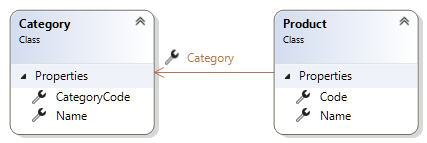 Category
Class
Properties
CategoryCode
Name
Category
Product
Class
Properties
Code
Name